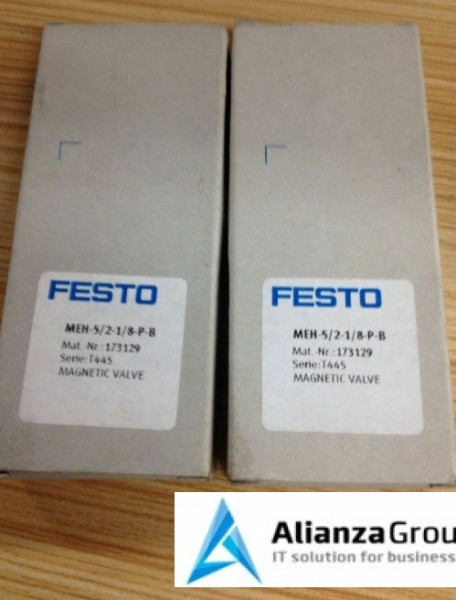 FESTO
MEH-5/2-1/8-P-B
Mat.-Nr.:173129
Serie:T445
MAGNETIC VALVE
FESTO
MEH-5/2-1/8-P-B
Mat.-Nr.:173129
Serie:T445
MAGNETIC VALVE
AlianzaGrou
IT solution for business